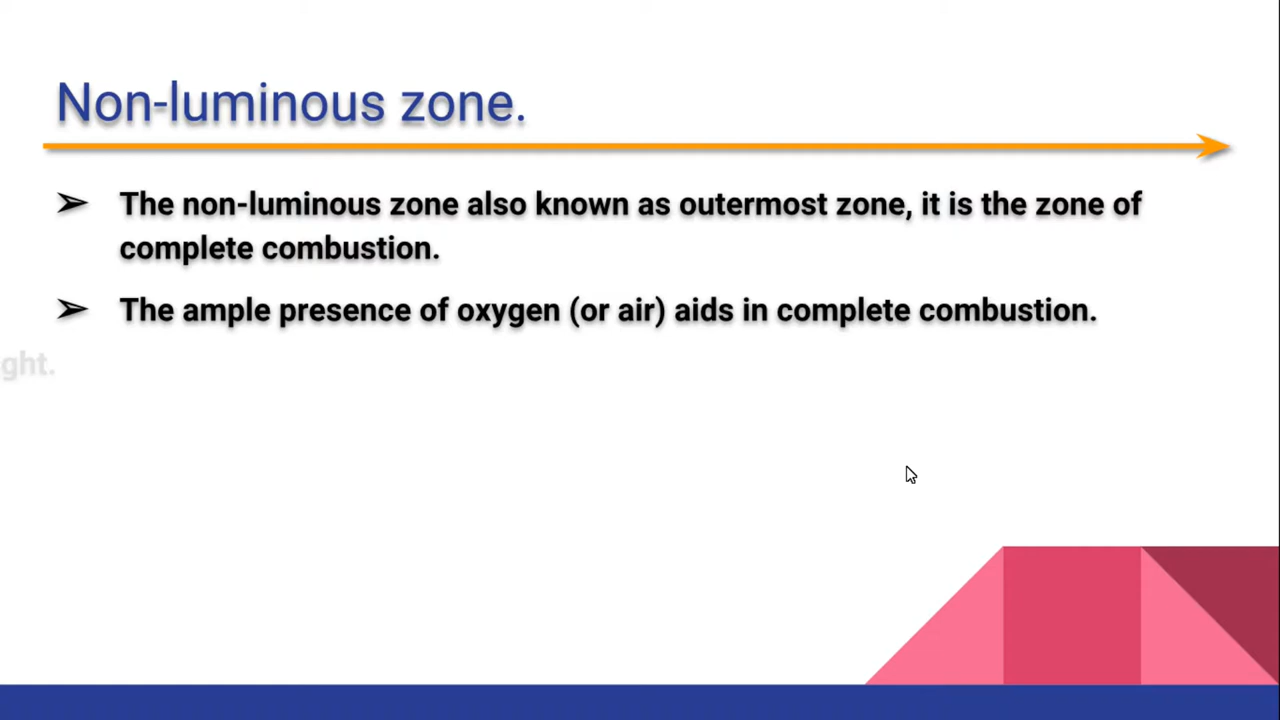 Non-luminous zone.
➢ The non-luminous zone also known as outermost zone, it is the zone of
complete combustion.
➢ The ample presence of oxygen (or air) aids in complete combustion.
ght.